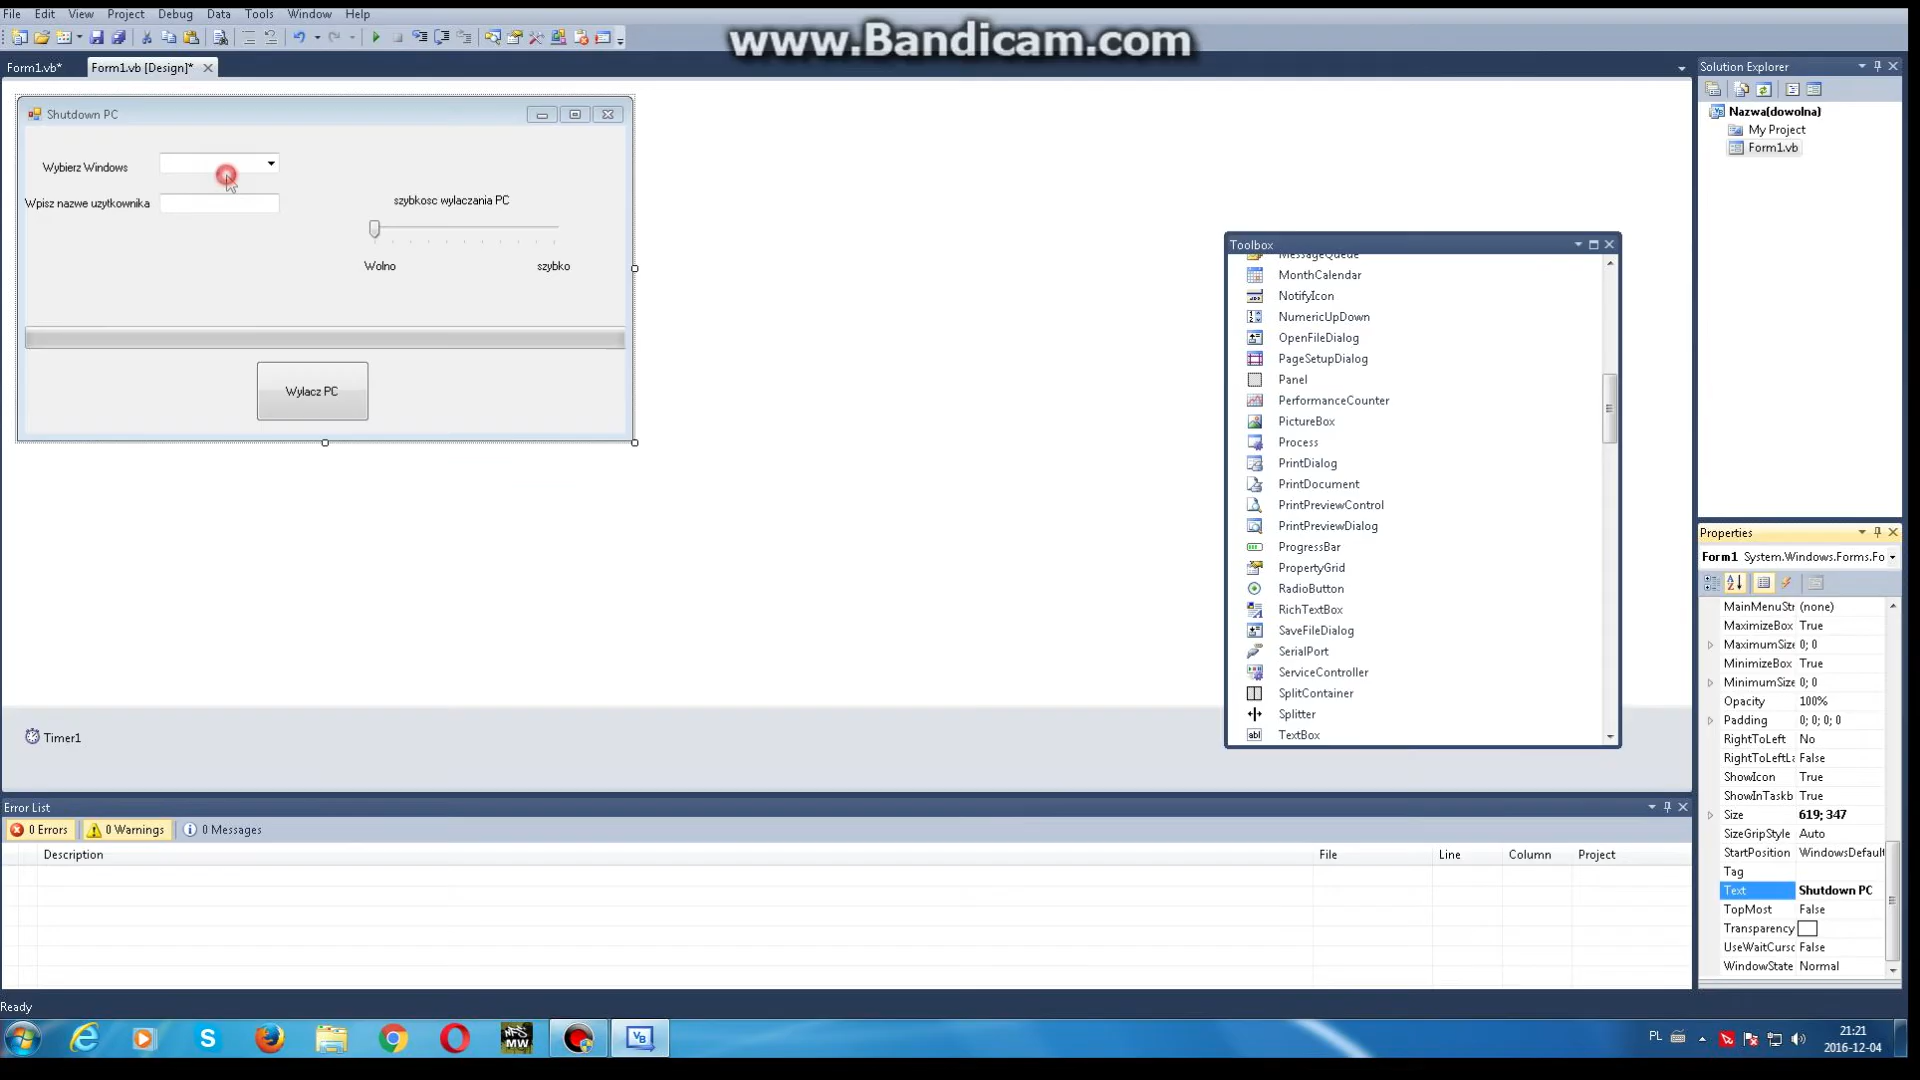 File Edit View Project Debug Data Tools Window Help
www.Bandicam.com
Form1.vb* Form1.vb [Design]*
Shutdown PC
Wybierz Windows
Wpisz nazwe uzytkownika
szybkosc wylaczania PC
Wolno szybko
Wylacz PC
Timer1
Toolbox
MessageQueue
MonthCalendar
NotifyIcon
NumericUpDown
OpenFileDialog
PageSetupDialog
Panel
PerformanceCounter
PictureBox
Process
PrintDialog
PrintDocument
PrintPreviewControl
PrintPreviewDialog
ProgressBar
PropertyGrid
RadioButton
RichTextBox
SaveFileDialog
SerialPort
ServiceController
SplitContainer
Splitter
abl TextBox
Solution Explorer
Nazwa(dowolna)
My Project
Form1.vb
Properties
Form1 System.Windows.Forms.Fo
MainMenuStr (none)
MaximizeBox True
MaximumSize 0; 0
MinimizeBox True
MinimumSize 0; 0
Opacity 100%
Padding 0; 0; 0; 0
RightToLeft No
RightToLeftLa False
ShowIcon True
ShowInTaskb True
Size 619; 347
SizeGripStyle Auto
StartPosition WindowsDefault
Tag
Text Shutdown PC
TopMost False
Transparency
UseWaitCurso False
WindowState Normal
Error List
0 Errors 0 Warnings 0 Messages
Description File Line Column Project
Ready
NFS MW
VB
PL
21:21
2016-12-04